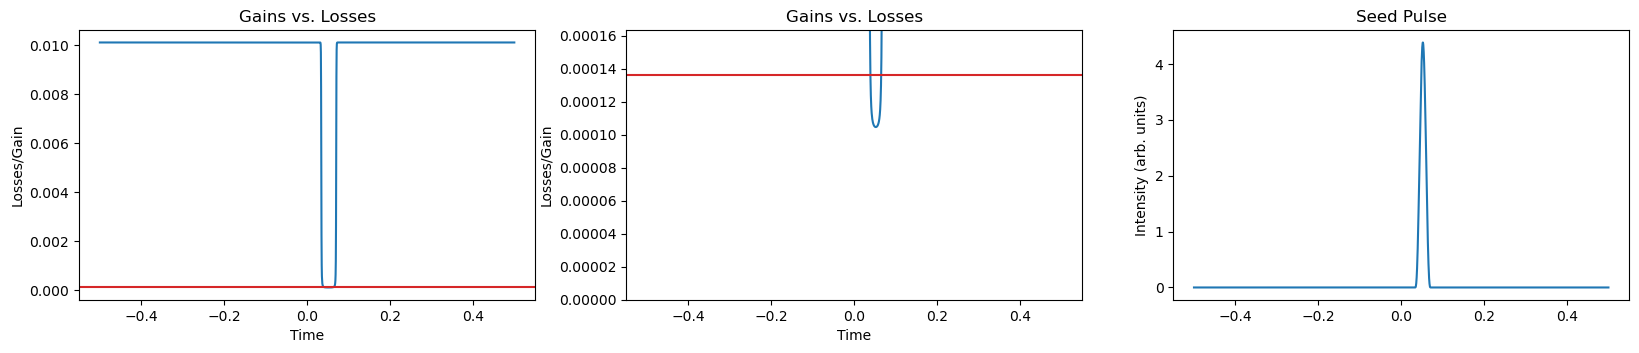 Gains vs. Losses
Losses/Gain
0.010
0.008
0.006
0.004
0.002
0.000
−0.4 −0.2 0.0 0.2 0.4
Time
Gains vs. Losses
Losses/Gain
0.00016
0.00014
0.00012
0.00010
0.00008
0.00006
0.00004
0.00002
0.00000
−0.4 −0.2 0.0 0.2 0.4
Time
Seed Pulse
Intensity (arb. units)
4
3
2
1
0
−0.4 −0.2 0.0 0.2 0.4